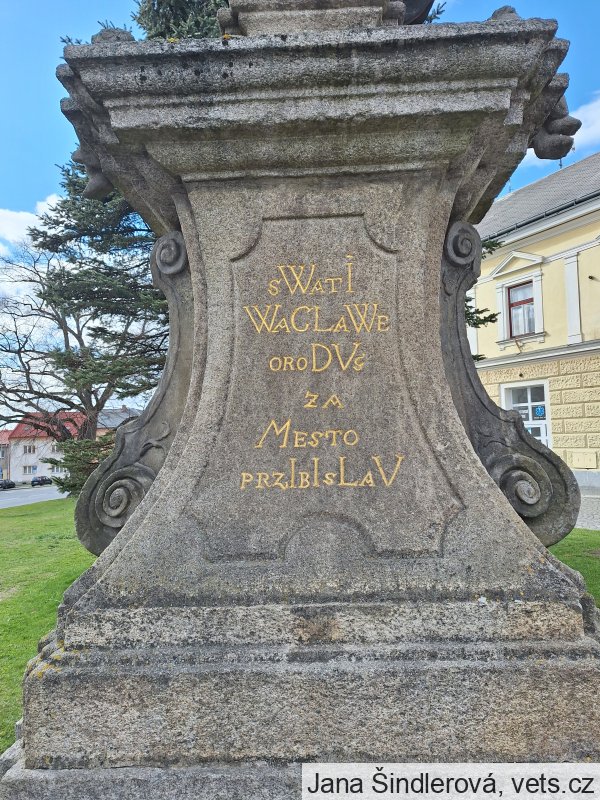 sWatI
WaCLaWe
oroDVs
za
Mesto
przIbIsLaV
Jana Šindlerová, vets.cz